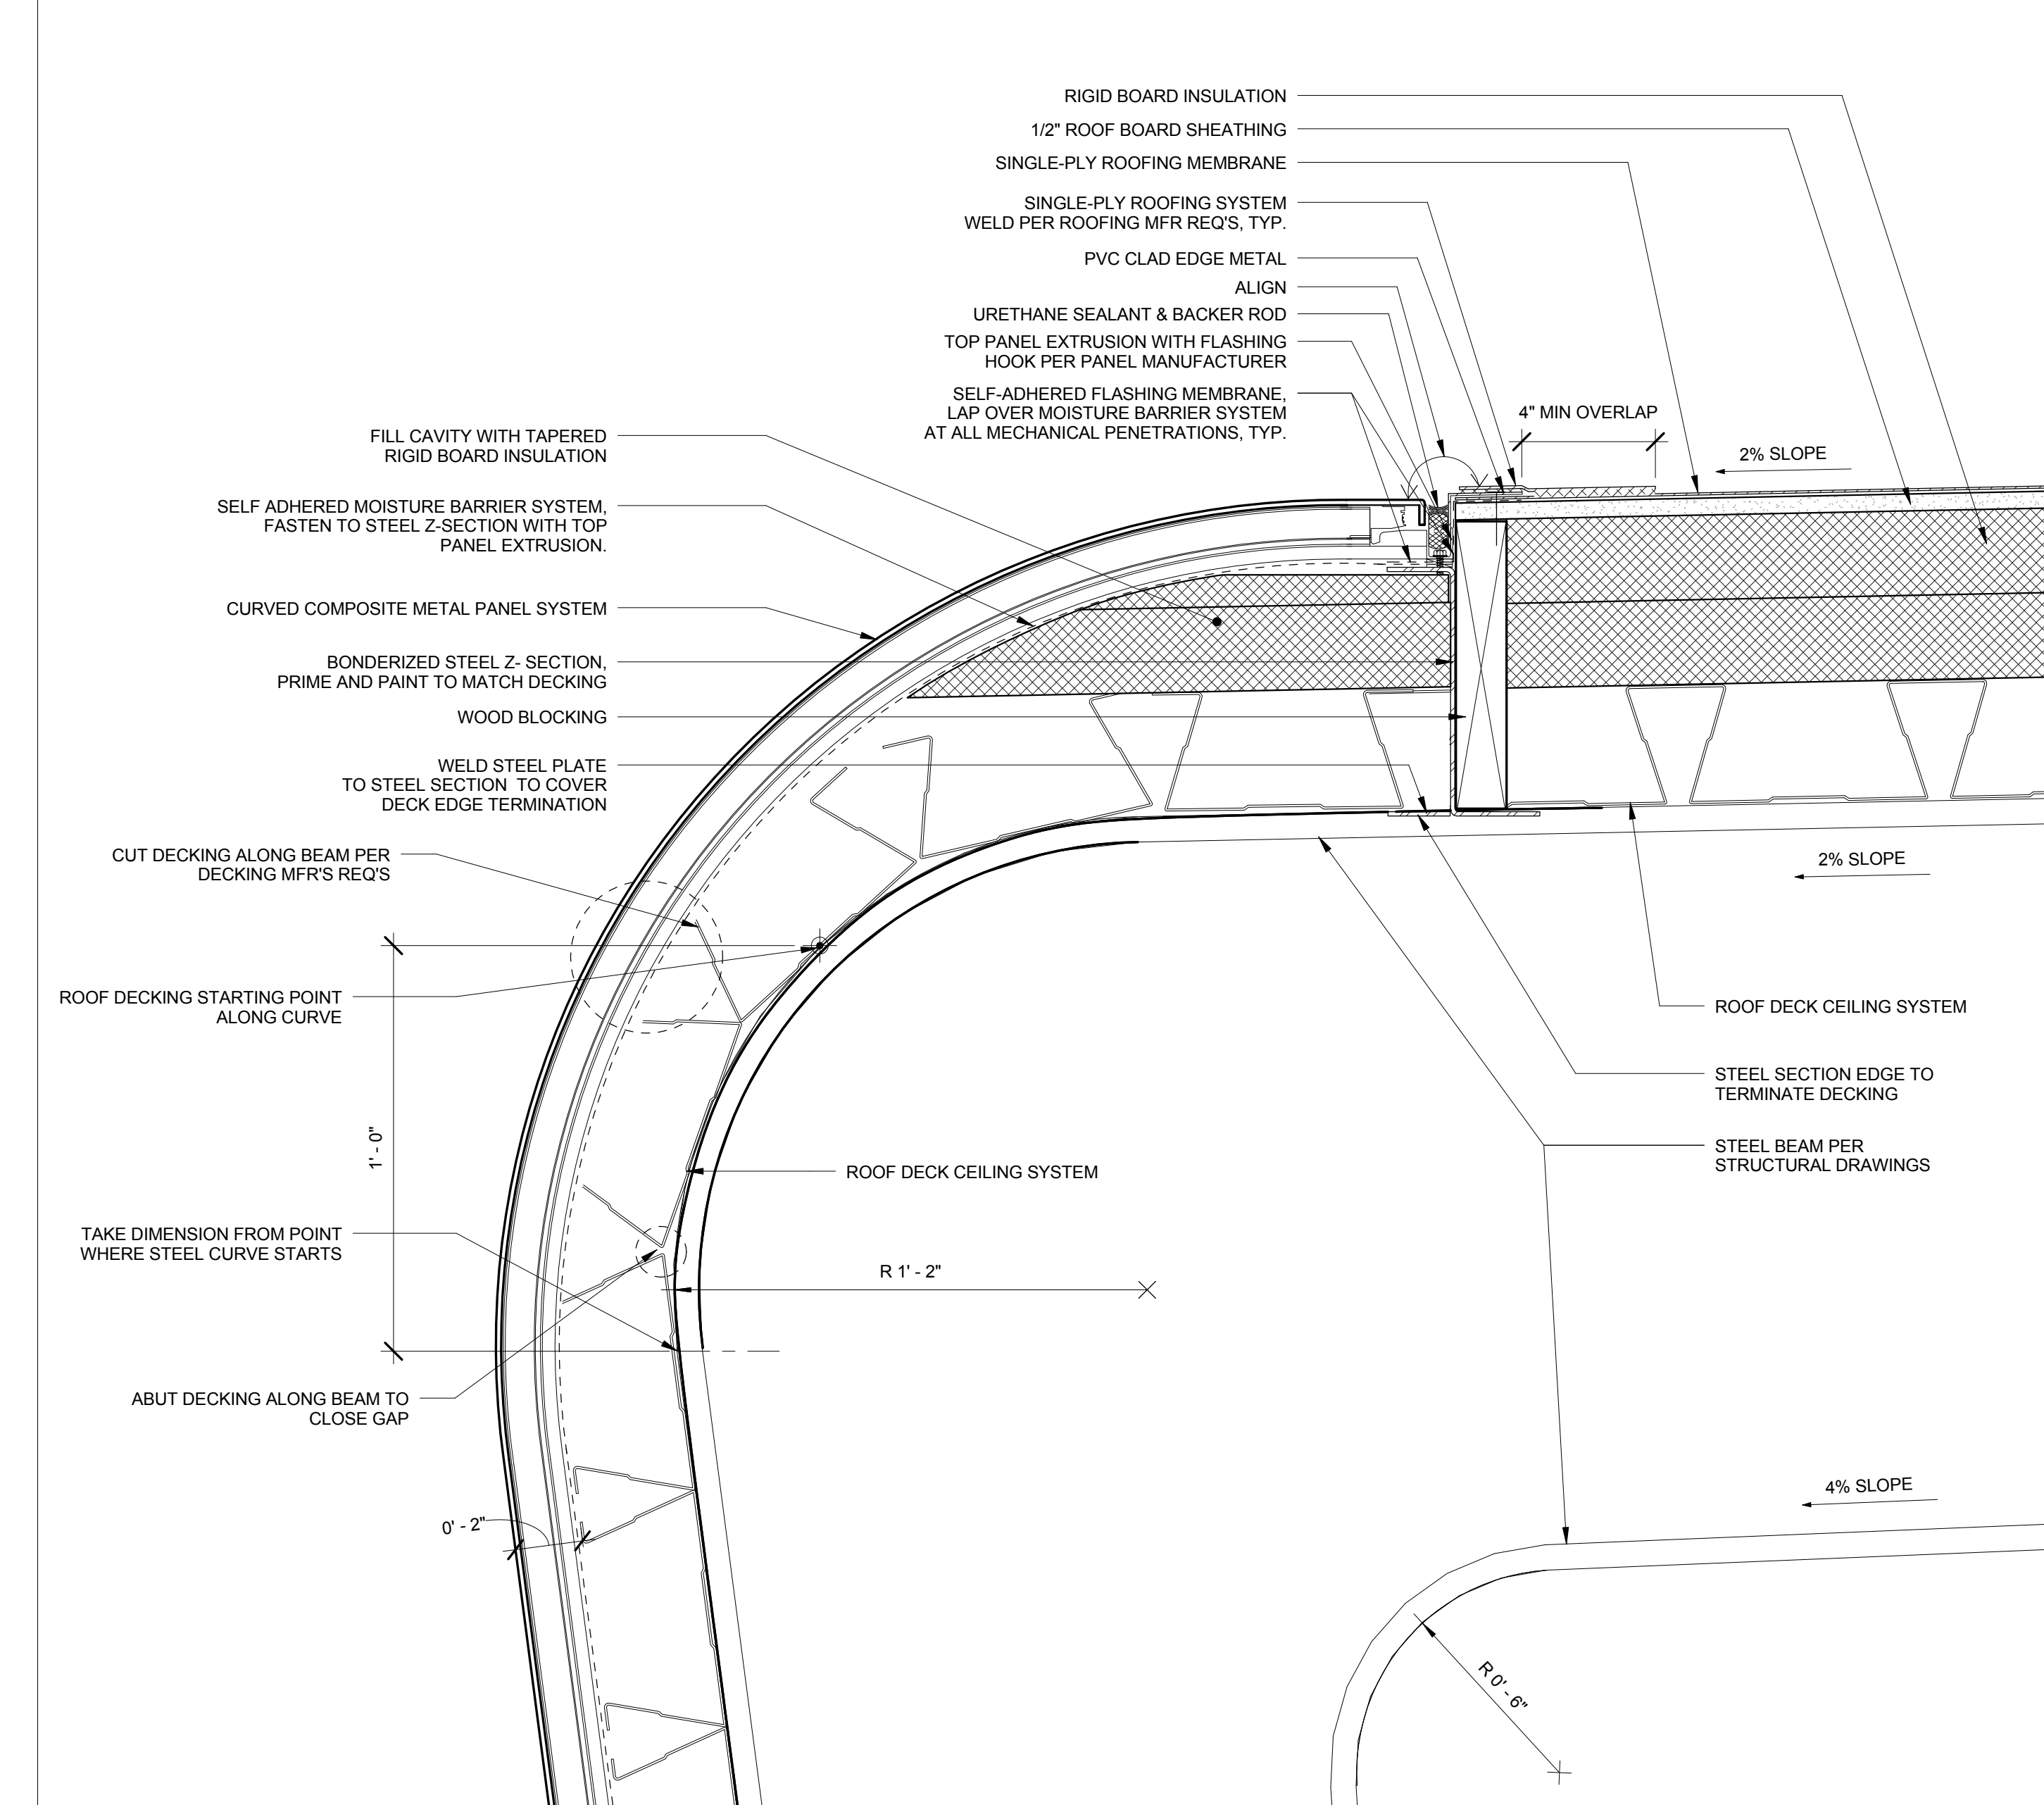 RIGID BOARD INSULATION
1/2" ROOF BOARD SHEATHING
SINGLE-PLY ROOFING MEMBRANE
SINGLE-PLY ROOFING SYSTEM
WELD PER ROOFING MFR REQ'S, TYP.
PVC CLAD EDGE METAL
ALIGN
URETHANE SEALANT & BACKER ROD
TOP PANEL EXTRUSION WITH FLASHING
HOOK PER PANEL MANUFACTURER
SELF-ADHERED FLASHING MEMBRANE,
LAP OVER MOISTURE BARRIER SYSTEM
AT ALL MECHANICAL PENETRATIONS, TYP.
4" MIN OVERLAP
2% SLOPE
FILL CAVITY WITH TAPERED
RIGID BOARD INSULATION
SELF ADHERED MOISTURE BARRIER SYSTEM,
FASTEN TO STEEL Z-SECTION WITH TOP
PANEL EXTRUSION.
CURVED COMPOSITE METAL PANEL SYSTEM
BONDERIZED STEEL Z- SECTION,
PRIME AND PAINT TO MATCH DECKING
WOOD BLOCKING
WELD STEEL PLATE
TO STEEL SECTION TO COVER
DECK EDGE TERMINATION
CUT DECKING ALONG BEAM PER
DECKING MFR'S REQ'S
2% SLOPE
ROOF DECKING STARTING POINT
ALONG CURVE
ROOF DECK CEILING SYSTEM
STEEL SECTION EDGE TO
TERMINATE DECKING
1' - 0"
STEEL BEAM PER
STRUCTURAL DRAWINGS
ROOF DECK CEILING SYSTEM
TAKE DIMENSION FROM POINT
WHERE STEEL CURVE STARTS
R 1' - 2"
ABUT DECKING ALONG BEAM TO
CLOSE GAP
4% SLOPE
0' - 2"
R 0' - 6"